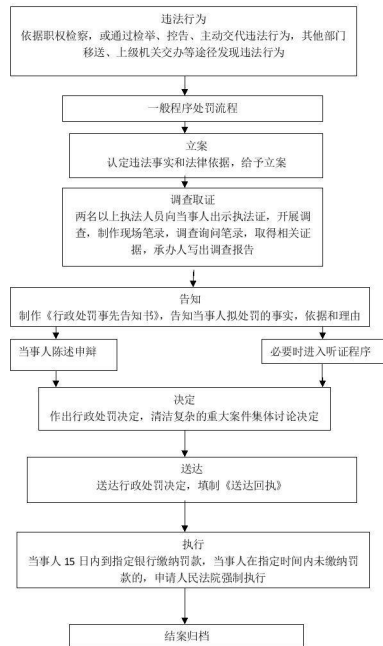 违法行为
依据职权检察，或通过检举、控告、主动交代违法行为，其他部门
移送、上级机关交办等途径发现违法行为
一般程序处罚流程
立案
认定违法事实和法律依据，给予立案
调查取证
两名以上执法人员向当事人出示执法证，开展调
查，制作现场笔录，调查询问笔录，取得相关证
据，承办人写出调查报告
告知
制作《行政处罚事先告知书》，告知当事人拟处罚的事实，依据和理由
当事人陈述申辩
必要时进入听证程序
决定
作出行政处罚决定，清洁复杂的重大案件集体讨论决定
送达
送达行政处罚决定，填制《送达回执》
执行
当事人 15 日内到指定银行缴纳罚款，当事人在指定时间内未缴纳罚
款的，申请人民法院强制执行
结案归档